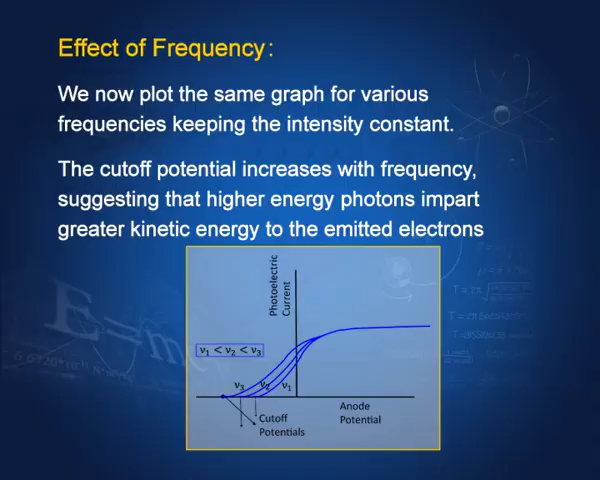 Effect of Frequency:
We now plot the same graph for various
frequencies keeping the intensity constant.
The cutoff potential increases with frequency,
suggesting that higher energy photons impart
greater kinetic energy to the emitted electrons
Photoelectric
Current
ν₁ < ν₂ < ν₃
ν₃ ν₂ ν₁
Cutoff
Potentials
Anode
Potential
E=m